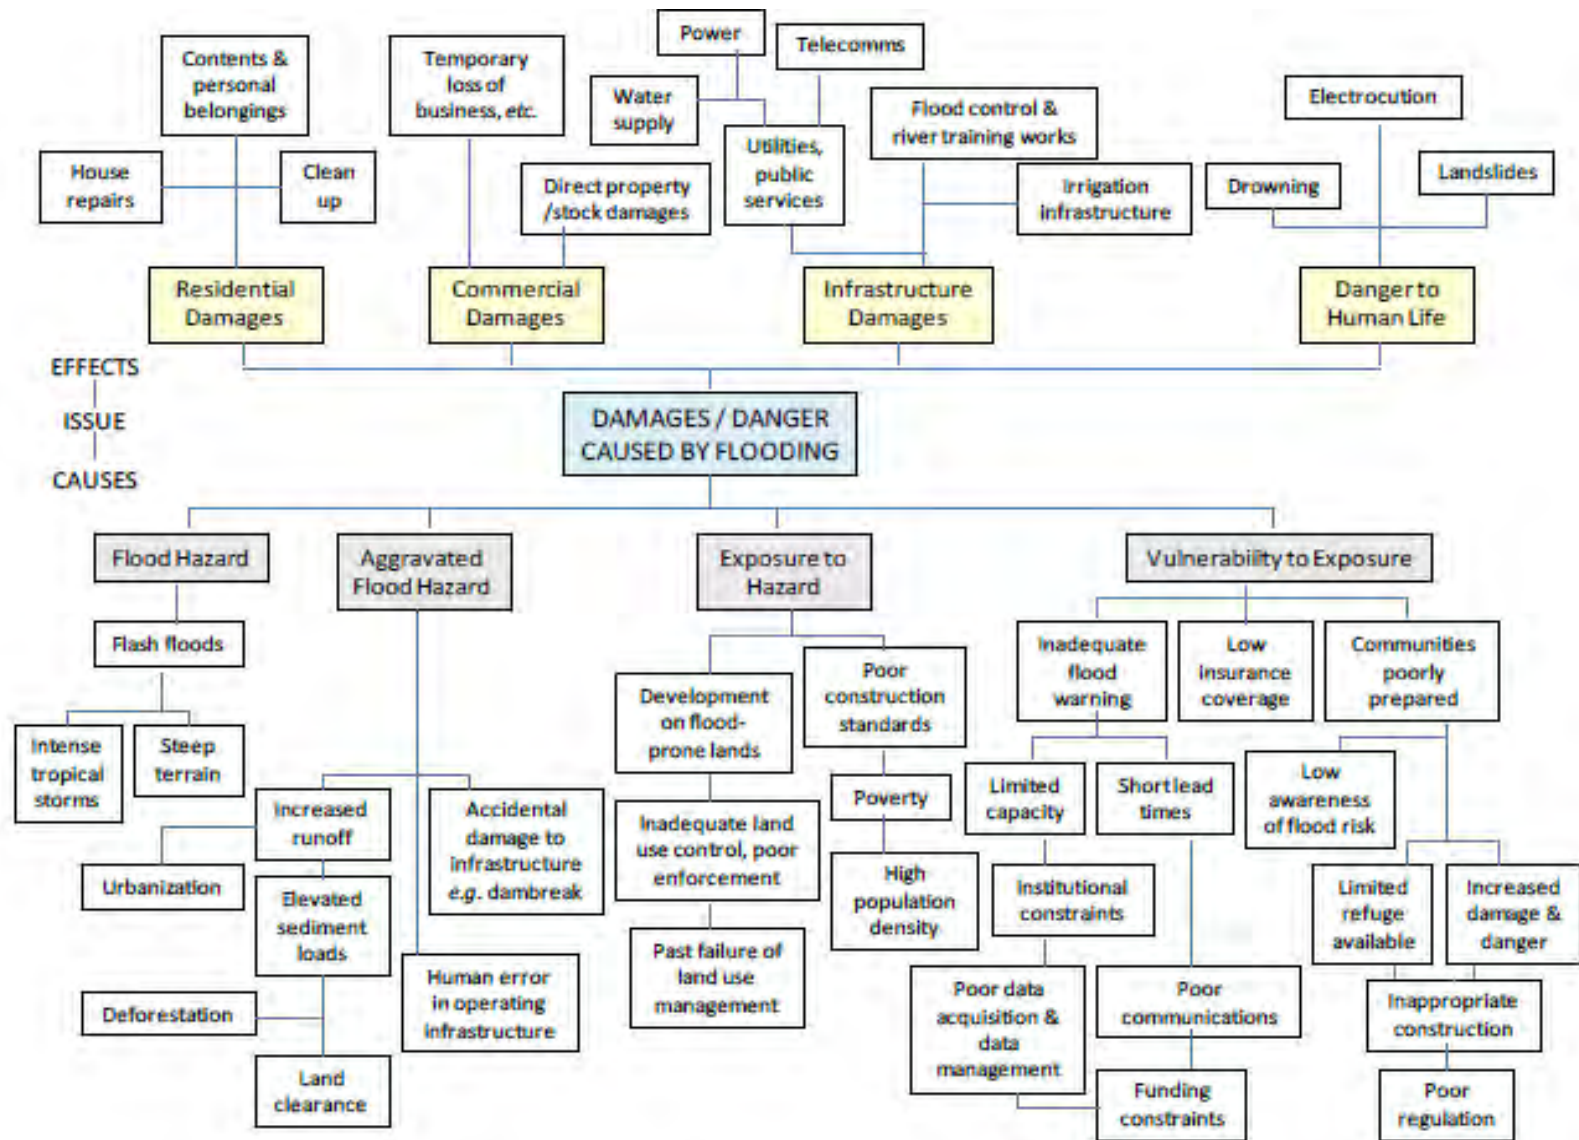 Power
Telecomms
Contents &
personal
belongings
Temporary
loss of
business, etc.
Water
supply
Flood control &
river training works
Electrocution
House
repairs
Clean
up
Direct property
/stock damages
Utilities,
public
services
Irrigation
infrastructure
Drowning
Landslides
Residential
Damages
Commercial
Damages
Infrastructure
Damages
Danger to
Human Life
EFFECTS
ISSUE
CAUSES
DAMAGES / DANGER
CAUSED BY FLOODING
Flood Hazard
Aggravated
Flood Hazard
Exposure to
Hazard
Vulnerability to Exposure
Flash floods
Intense
tropical
storms
Steep
terrain
Increased
runoff
Accidental
damage to
infrastructure
e.g. dambreak
Urbanization
Elevated
sediment
loads
Human error
in operating
infrastructure
Deforestation
Land
clearance
Development
on flood-
prone lands
Poor
construction
standards
Inadequate land
use control, poor
enforcement
Poverty
High
population
density
Past failure of
land use
management
Inadequate
flood
warning
Low
insurance
coverage
Communities
poorly
prepared
Limited
capacity
Short lead
times
Low
awareness
of flood risk
Institutional
constraints
Limited
refuge
available
Increased
damage &
danger
Poor data
acquisition &
data
management
Poor
communications
Inappropriate
construction
Funding
constraints
Poor
regulation